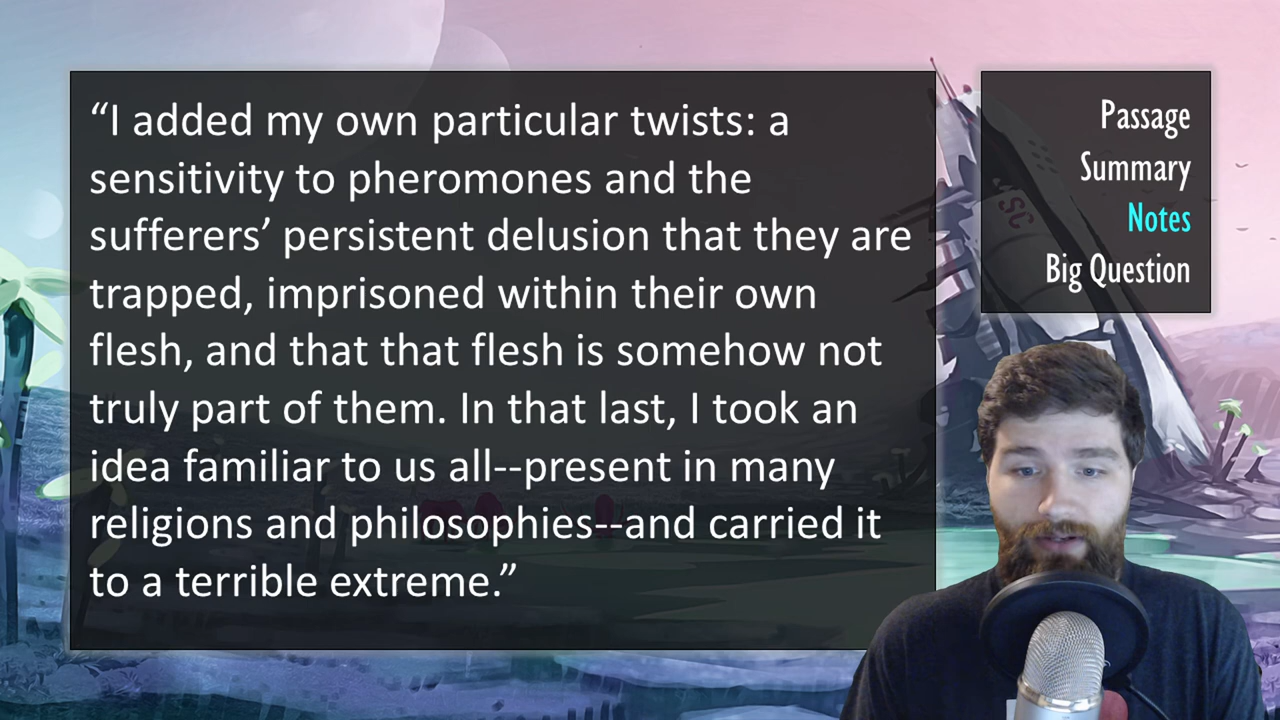 “I added my own particular twists: a
sensitivity to pheromones and the
sufferers’ persistent delusion that they are
trapped, imprisoned within their own
flesh, and that that flesh is somehow not
truly part of them. In that last, I took an
idea familiar to us all--present in many
religions and philosophies--and carried it
to a terrible extreme.”
Passage
Summary
Notes
Big Question
MSC